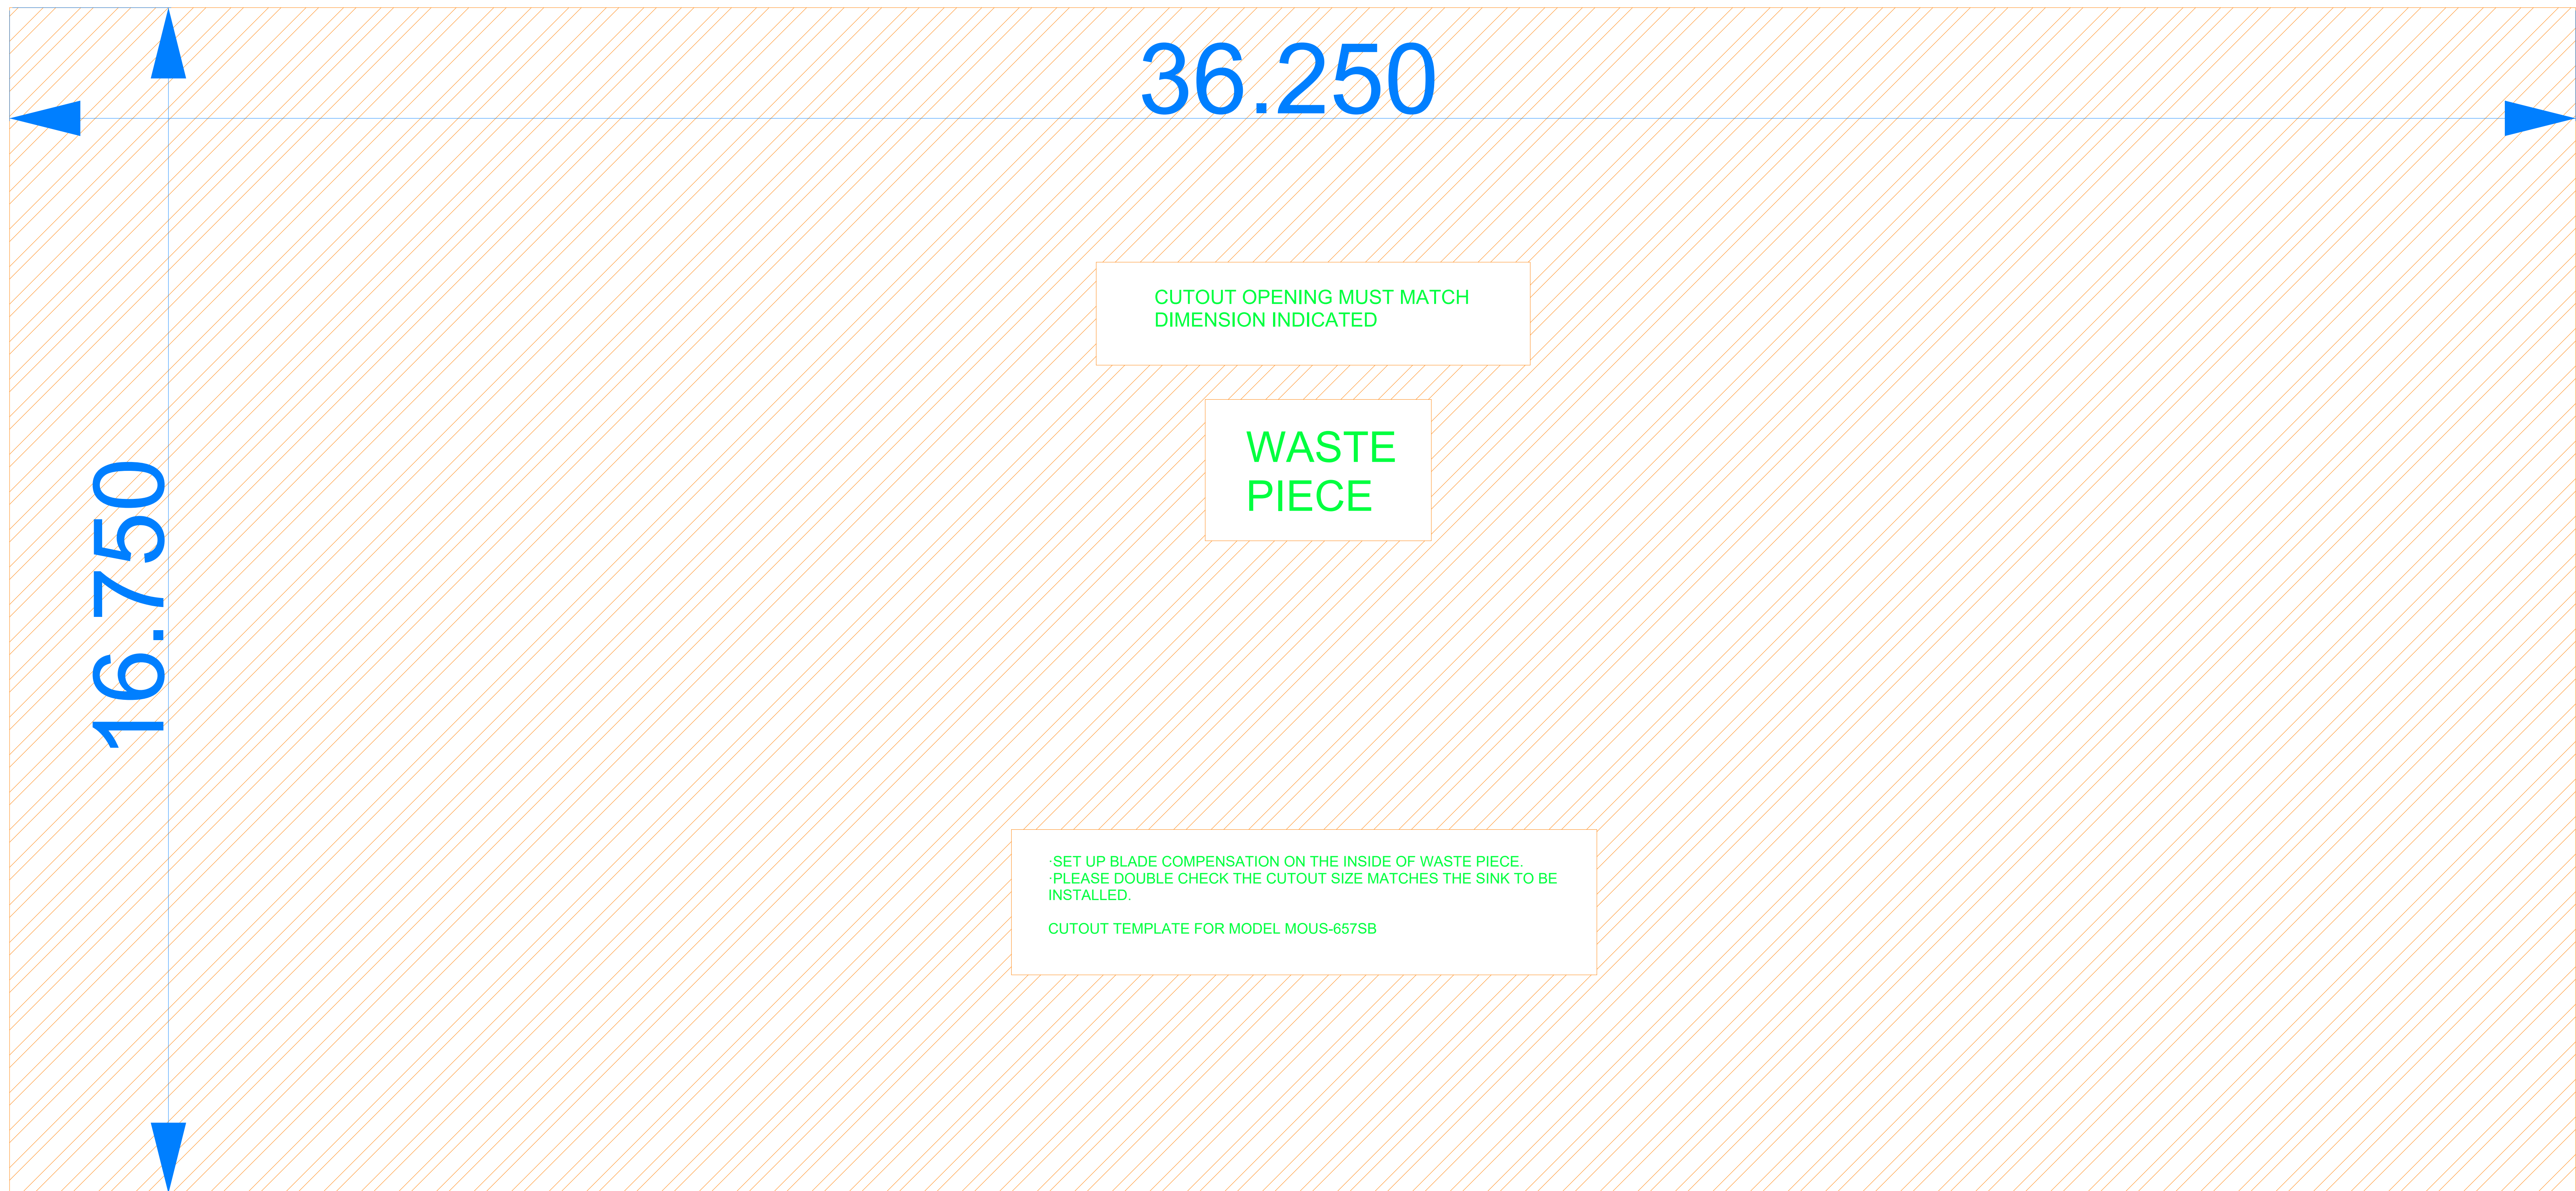 36.250
CUTOUT OPENING MUST MATCH
DIMENSION INDICATED
WASTE
PIECE
16.750
·SET UP BLADE COMPENSATION ON THE INSIDE OF WASTE PIECE.
·PLEASE DOUBLE CHECK THE CUTOUT SIZE MATCHES THE SINK TO BE
INSTALLED.
CUTOUT TEMPLATE FOR MODEL MOUS-657SB